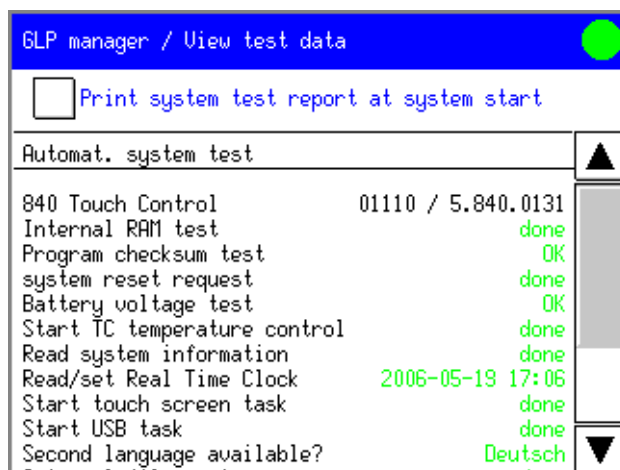 GLP manager / View test data
Print system test report at system start
Automat. system test
840 Touch Control 01110 / 5.840.0131
Internal RAM test done
Program checksum test OK
system reset request done
Battery voltage test OK
Start TC temperature control done
Read system information done
Read/set Real Time Clock 2006-05-19 17:06
Start touch screen task done
Start USB task done
Second language available? Deutsch